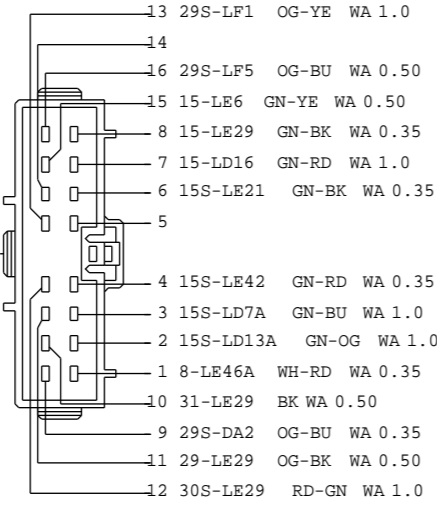 13 29S-LF1 OG-YE WA 1.0
14
16 29S-LF5 OG-BU WA 0.50
15 15-LE6 GN-YE WA 0.50
8 15-LE29 GN-BK WA 0.35
7 15-LD16 GN-RD WA 1.0
6 15S-LE21 GN-BK WA 0.35
5
4 15S-LE42 GN-RD WA 0.35
3 15S-LD7A GN-BU WA 1.0
2 15S-LD13A GN-OG WA 1.0
1 8-LE46A WH-RD WA 0.35
10 31-LE29 BK WA 0.50
9 29S-DA2 OG-BU WA 0.35
11 29-LE29 OG-BK WA 0.50
12 30S-LE29 RD-GN WA 1.0